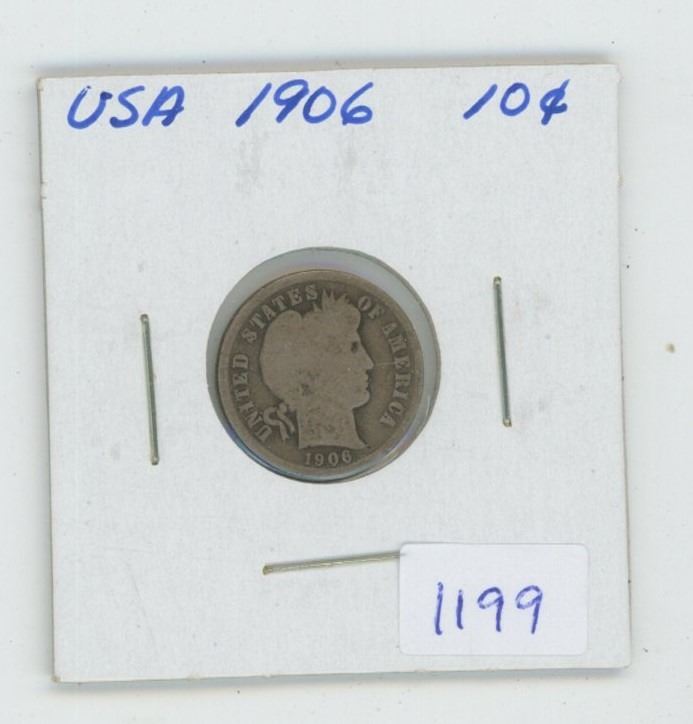 USA 1906 10¢
UNITED STATES OF AMERICA
1906
1199